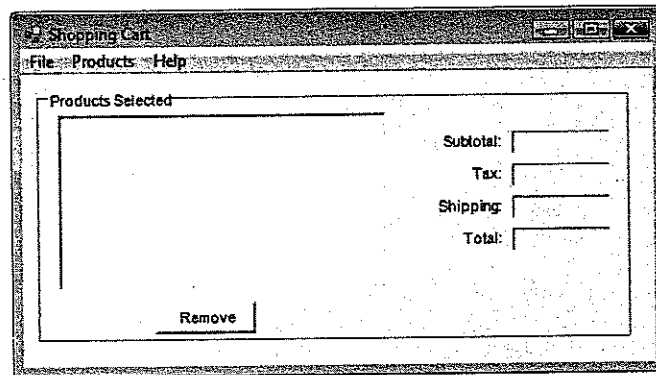 Shopping Cart
File Products Help
Products Selected
Subtotal:
Tax:
Shipping:
Total:
Remove